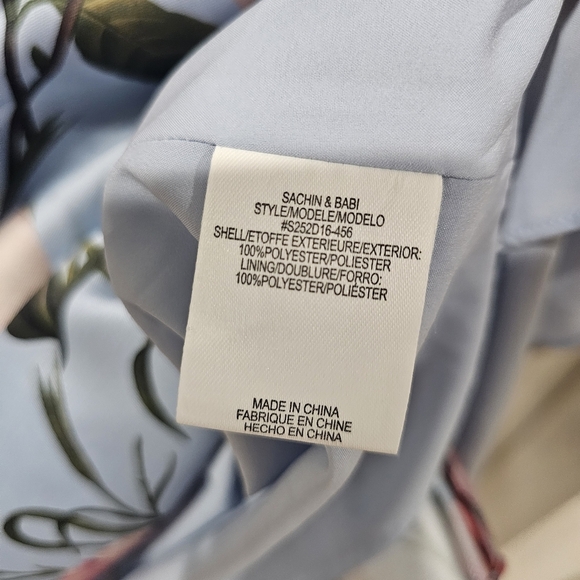 SACHIN & BABI
STYLE/MODELE/MODELO
#S252D16-456
SHELL/ETOFFE EXTERIEURE/EXTERIOR:
100%POLYESTER/POLIESTER
LINING/DOUBLURE/FORRO:
100%POLYESTER/POLIÉSTER
MADE IN CHINA
FABRIQUE EN CHINE
HECHO EN CHINA